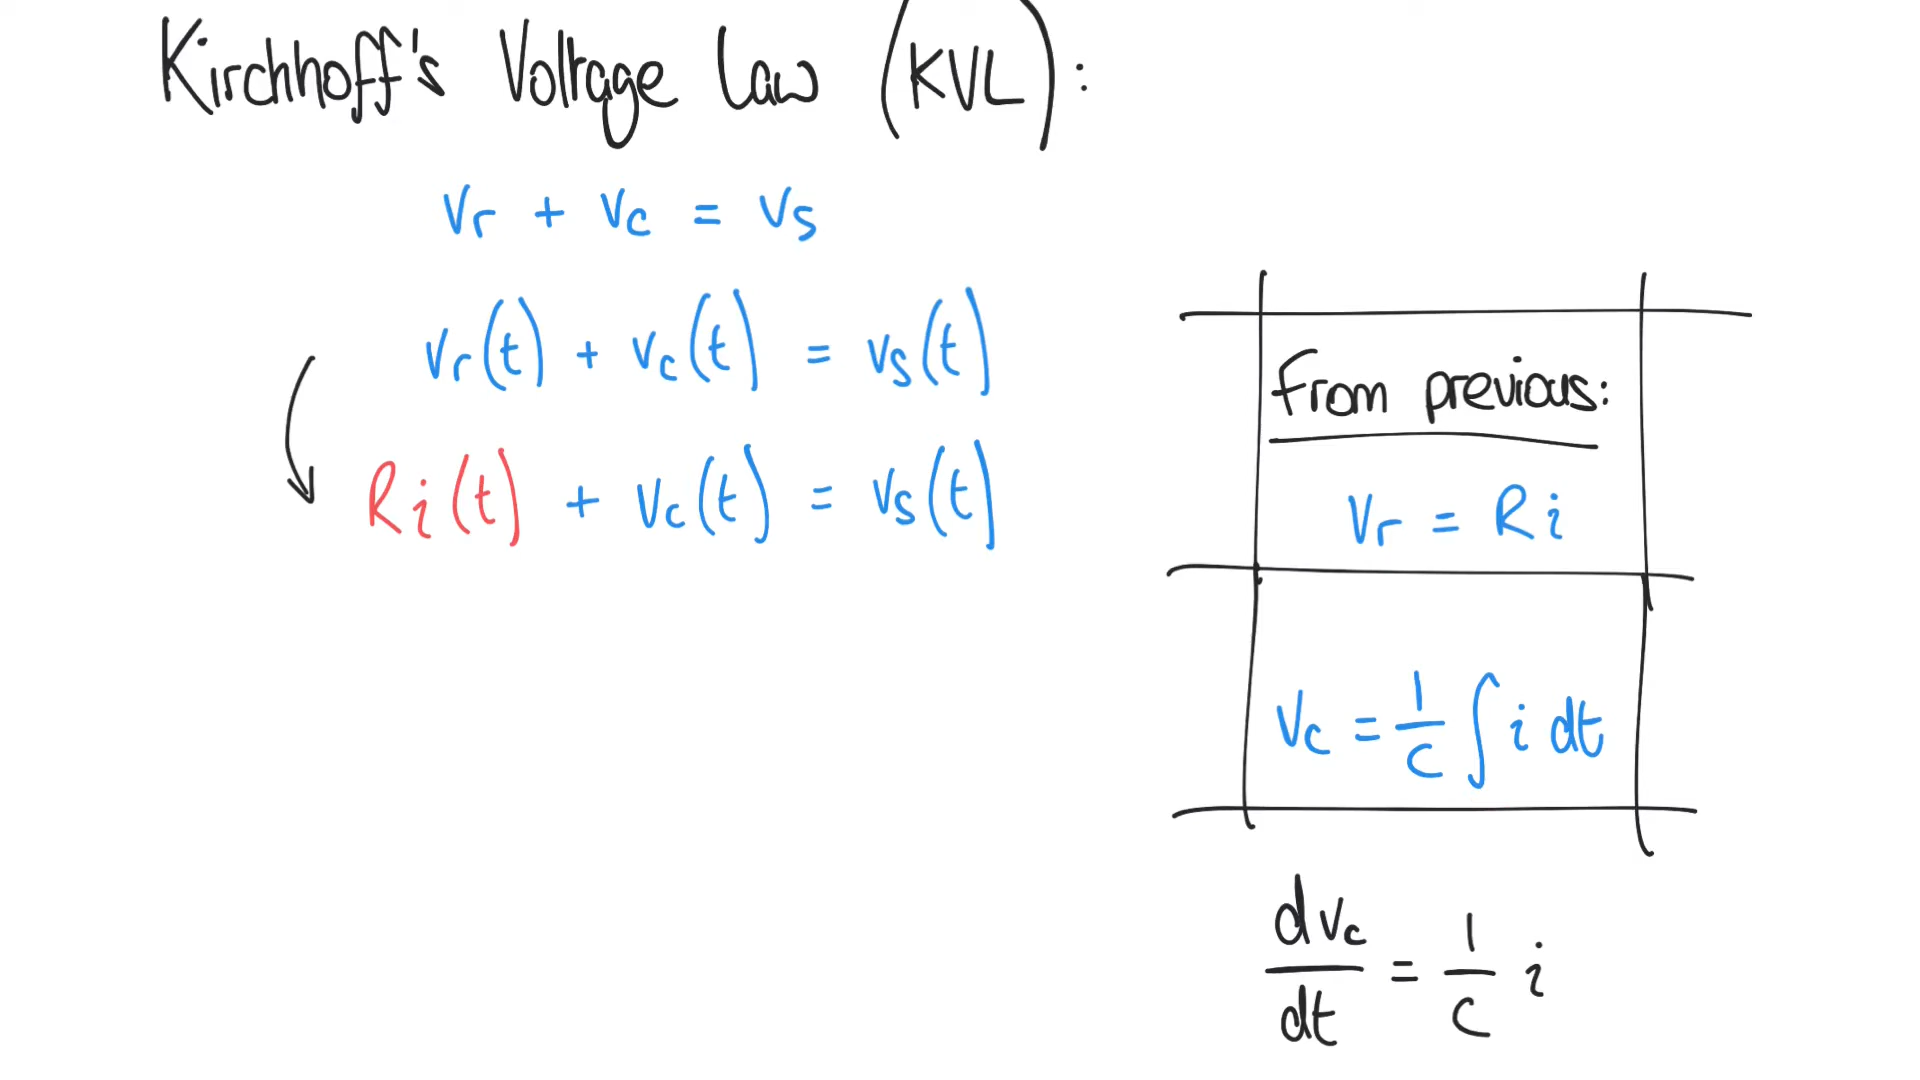 Kirchhoff's Voltage Law (KVL):
Vr + Vc = Vs
Vr(t) + Vc(t) = Vs(t)
Ri(t) + Vc(t) = Vs(t)
From previous:
Vr = Ri
Vc = 1/C ∫ i dt
dVc/dt = 1/C i